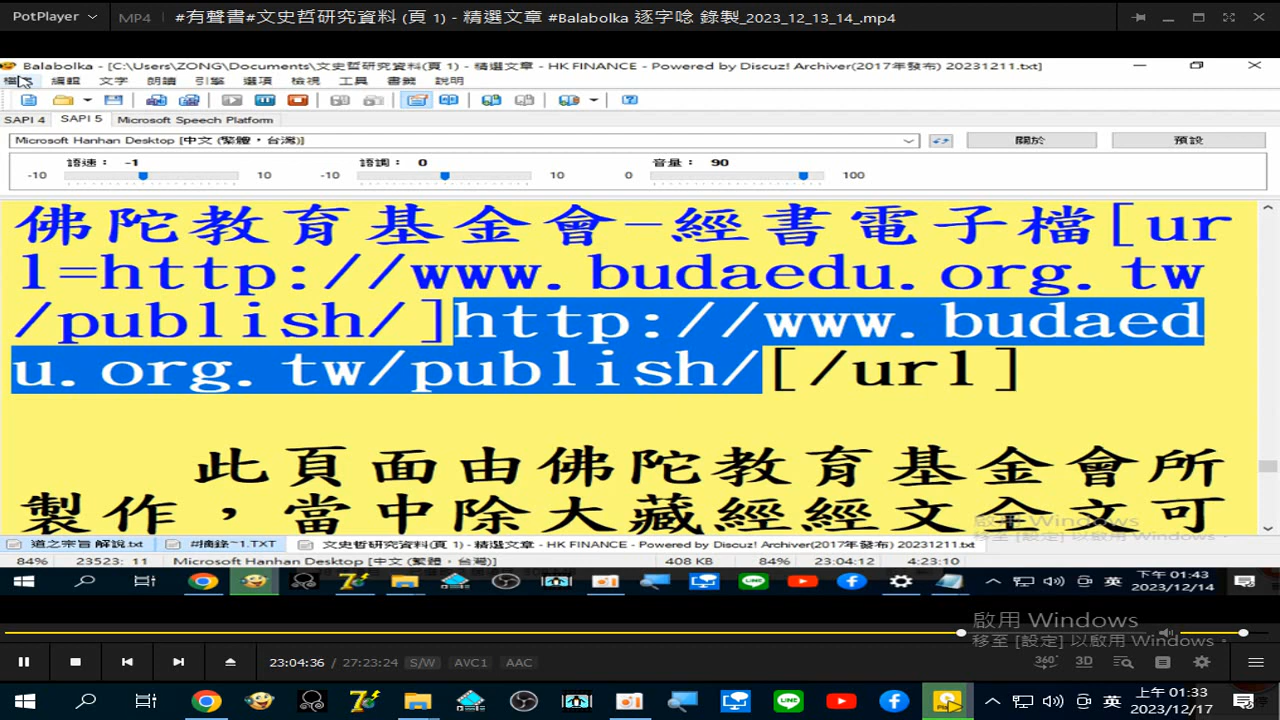 PotPlayer MP4 #有聲書#文史哲研究資料 (頁 1) - 精選文章 #Balabolka 逐字唸 錄製_2023_12_13_14_.mp4
Balabolka - [C:\Users\ZONG\Documents\文史哲研究資料(頁 1) - 精選文章 - HK FINANCE - Powered by Discuz! Archiver(2017年發布) 20231211.txt]
檔案 編輯 文字 朗讀 引擎 選項 檢視 工具 書籤 說明
SAPI 4 SAPI 5 Microsoft Speech Platform
Microsoft Hanhan Desktop [中文 (繁體，台灣)] 關於 預設
語速： -1 語調： 0 音量： 90
-10 10 -10 10 0 100
佛陀教育基金會-經書電子檔[ur
l=http://www.budaedu.org.tw
/publish/]http://www.budaed
u.org.tw/publish/[/url]
此頁面由佛陀教育基金會所
製作，當中除大藏經經文全文可
啟用 Windows
移至 [設定] 以啟用 Windows。
道之宗旨 解說.txt #摘錄~1.TXT 文史哲研究資料(頁 1) - 精選文章 - HK FINANCE - Powered by Discuz! Archiver(2017年發布) 20231211.txt
84% 23523: 11 Microsoft Hanhan Desktop [中文 (繁體，台灣)] 408 KB 84% 23:04:12 4:23:10
英 下午 01:43
2023/12/14
啟用 Windows
移至 [設定] 以啟用 Windows。
23:04:36 / 27:23:24 S/W AVC1 AAC 360° 3D
英 上午 01:33
2023/12/17